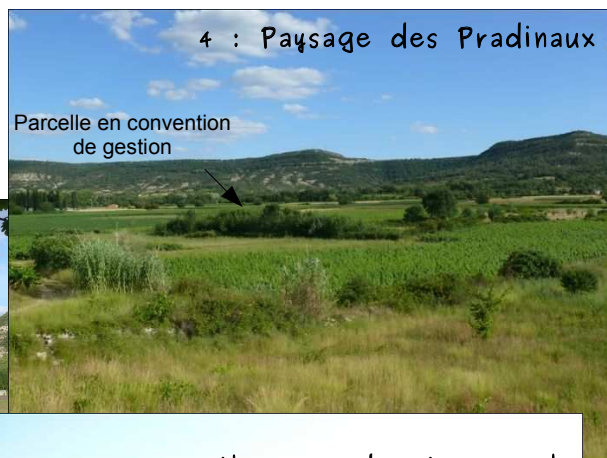 4 : Paysage des Pradinaux
Parcelle en convention
de gestion